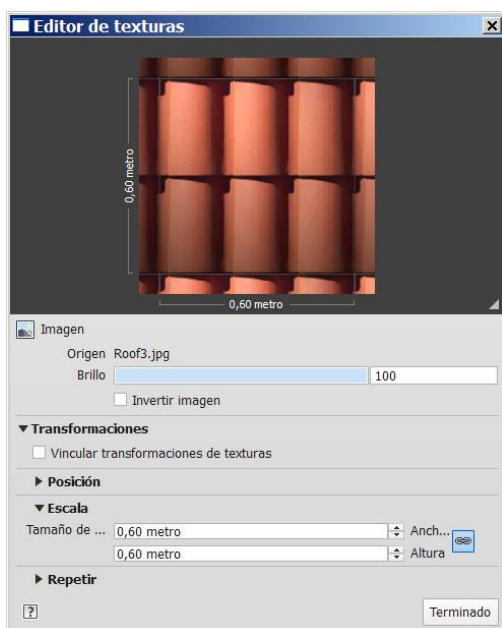 Editor de texturas
0,60 metro
0,60 metro
Imagen
Origen Roof3.jpg
Brillo 100
Invertir imagen
Transformaciones
Vincular transformaciones de texturas
Posición
Escala
Tamaño de ... 0,60 metro Anch...
0,60 metro Altura
Repetir
? Terminado